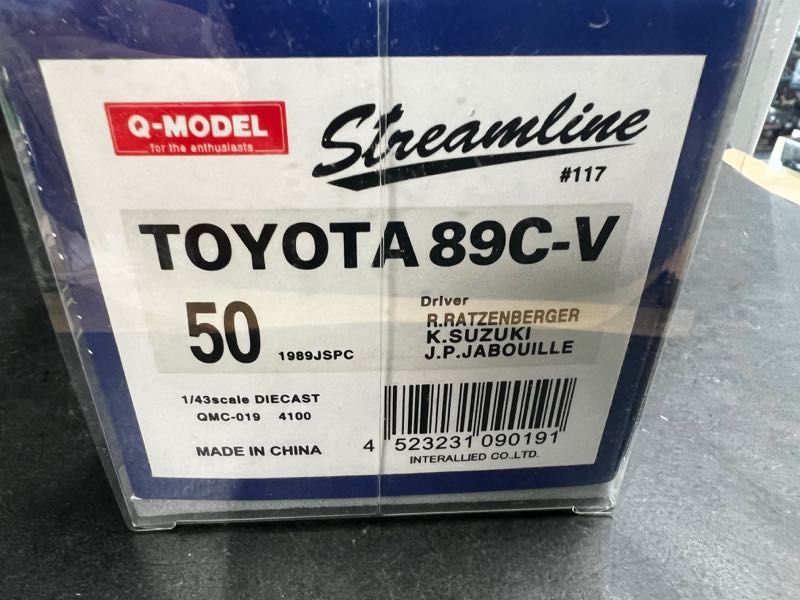 Q-MODEL
for the enthusiasts
Streamline
#117
TOYOTA 89C-V
50
1989JSPC
Driver
R.RATZENBERGER
K.SUZUKI
J.P.JABOUILLE
1/43scale DIECAST
QMC-019 4100
MADE IN CHINA
4 523231 090191
INTERALLIED CO.,LTD.